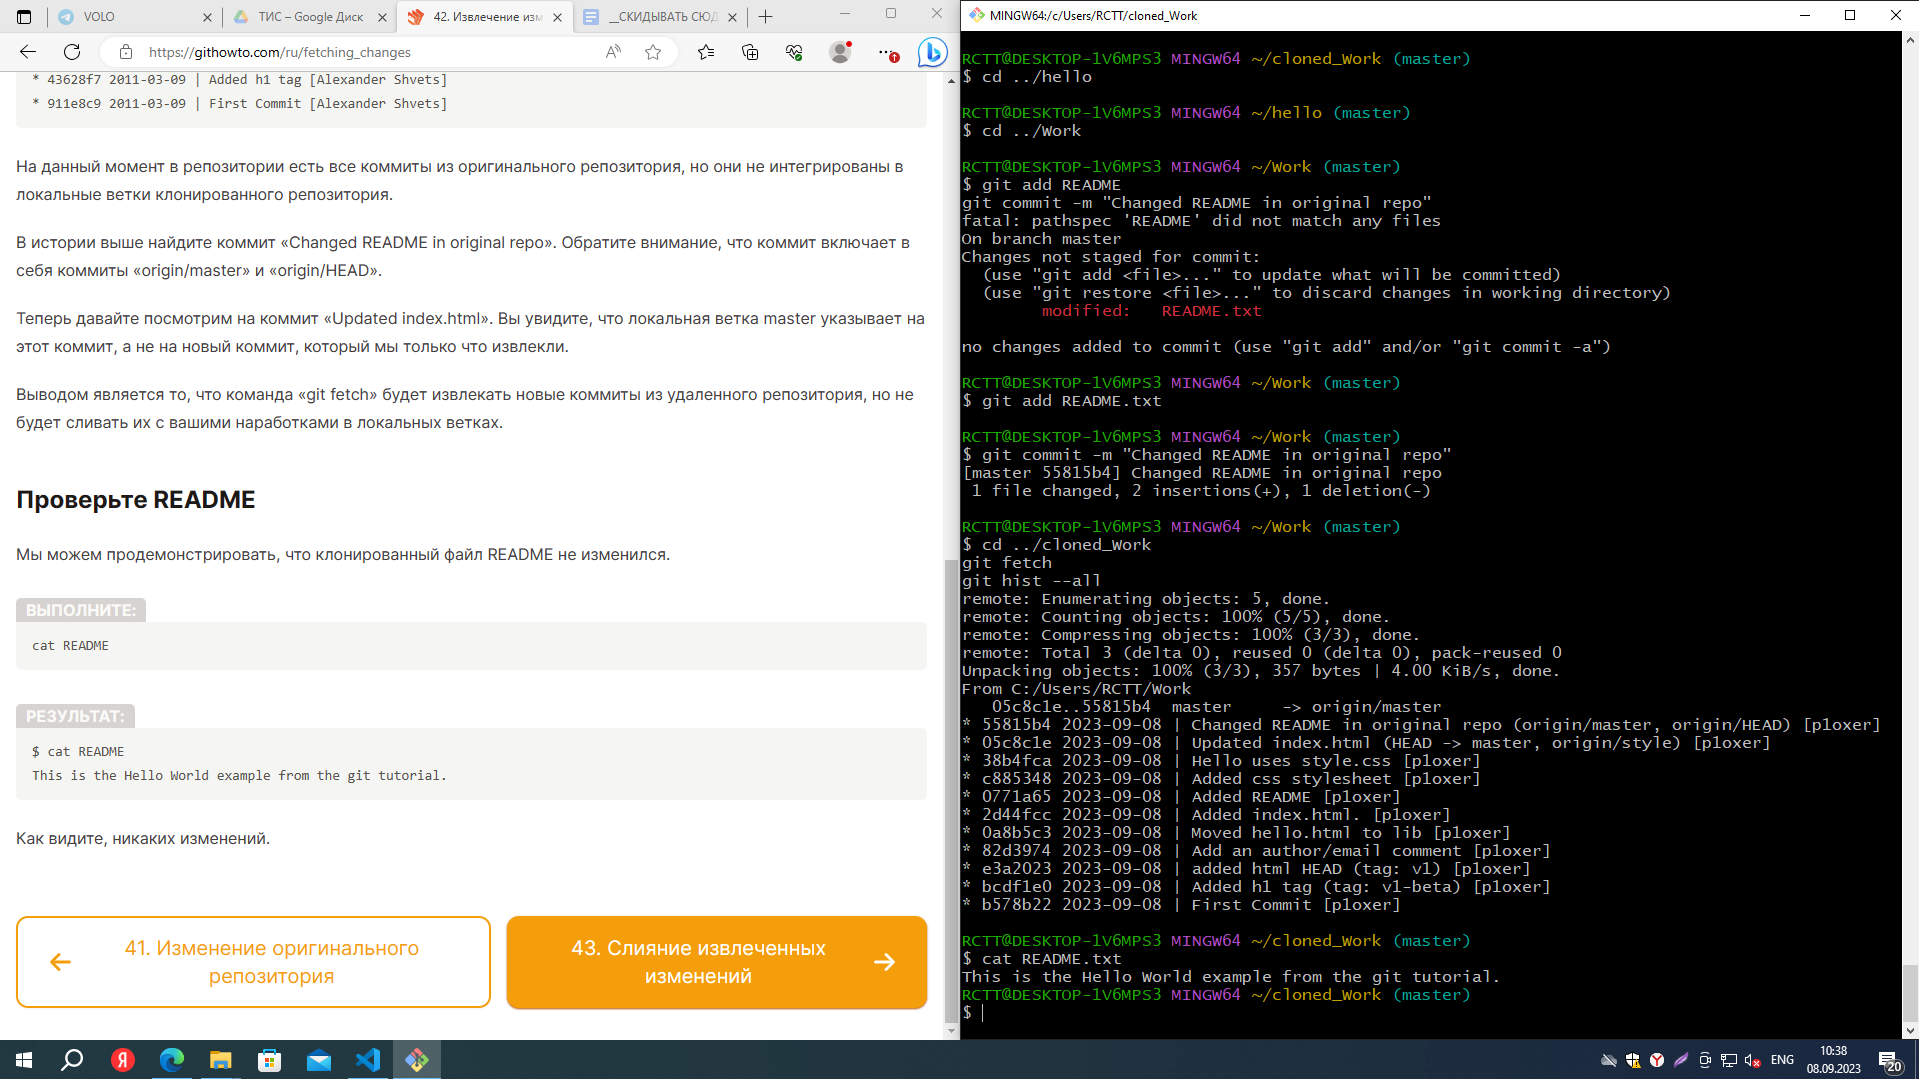 VOLO
ТИС – Google Диск
42. Извлечение изм
__СКИДЫВАТЬ СЮД
MINGW64:/c/Users/RCTT/cloned_Work
https://githowto.com/ru/fetching_changes
* 43628f7 2011-03-09 | Added h1 tag [Alexander Shvets]
* 911e8c9 2011-03-09 | First Commit [Alexander Shvets]
На данный момент в репозитории есть все коммиты из оригинального репозитория, но они не интегрированы в
локальные ветки клонированного репозитория.
В истории выше найдите коммит «Changed README in original repo». Обратите внимание, что коммит включает в
себя коммиты «origin/master» и «origin/HEAD».
Теперь давайте посмотрим на коммит «Updated index.html». Вы увидите, что локальная ветка master указывает на
этот коммит, а не на новый коммит, который мы только что извлекли.
Выводом является то, что команда «git fetch» будет извлекать новые коммиты из удаленного репозитория, но не
будет сливать их с вашими наработками в локальных ветках.
Проверьте README
Мы можем продемонстрировать, что клонированный файл README не изменился.
ВЫПОЛНИТЕ:
cat README
РЕЗУЛЬТАТ:
$ cat README
This is the Hello World example from the git tutorial.
Как видите, никаких изменений.
41. Изменение оригинального
репозитория
43. Слияние извлеченных
изменений
RCTT@DESKTOP-1V6MPS3 MINGW64 ~/cloned_Work (master)
$ cd ../hello
RCTT@DESKTOP-1V6MPS3 MINGW64 ~/hello (master)
$ cd ../Work
RCTT@DESKTOP-1V6MPS3 MINGW64 ~/Work (master)
$ git add README
git commit -m "Changed README in original repo"
fatal: pathspec 'README' did not match any files
On branch master
Changes not staged for commit:
(use "git add <file>..." to update what will be committed)
(use "git restore <file>..." to discard changes in working directory)
modified:   README.txt
no changes added to commit (use "git add" and/or "git commit -a")
RCTT@DESKTOP-1V6MPS3 MINGW64 ~/Work (master)
$ git add README.txt
RCTT@DESKTOP-1V6MPS3 MINGW64 ~/Work (master)
$ git commit -m "Changed README in original repo"
[master 55815b4] Changed README in original repo
1 file changed, 2 insertions(+), 1 deletion(-)
RCTT@DESKTOP-1V6MPS3 MINGW64 ~/Work (master)
$ cd ../cloned_Work
git fetch
git hist --all
remote: Enumerating objects: 5, done.
remote: Counting objects: 100% (5/5), done.
remote: Compressing objects: 100% (3/3), done.
remote: Total 3 (delta 0), reused 0 (delta 0), pack-reused 0
Unpacking objects: 100% (3/3), 357 bytes | 4.00 KiB/s, done.
From C:/Users/RCTT/Work
05c8c1e..55815b4  master     -> origin/master
* 55815b4 2023-09-08 | Changed README in original repo (origin/master, origin/HEAD) [p1oxer]
* 05c8c1e 2023-09-08 | Updated index.html (HEAD -> master, origin/style) [p1oxer]
* 38b4fca 2023-09-08 | Hello uses style.css [p1oxer]
* c885348 2023-09-08 | Added css stylesheet [p1oxer]
* 0771a65 2023-09-08 | Added README [p1oxer]
* 2d44fcc 2023-09-08 | Added index.html. [p1oxer]
* 0a8b5c3 2023-09-08 | Moved hello.html to lib [p1oxer]
* 82d3974 2023-09-08 | Add an author/email comment [p1oxer]
* e3a2023 2023-09-08 | added html HEAD (tag: v1) [p1oxer]
* bcdf1e0 2023-09-08 | Added h1 tag (tag: v1-beta) [p1oxer]
* b578b22 2023-09-08 | First Commit [p1oxer]
RCTT@DESKTOP-1V6MPS3 MINGW64 ~/cloned_Work (master)
$ cat README.txt
This is the Hello World example from the git tutorial.
RCTT@DESKTOP-1V6MPS3 MINGW64 ~/cloned_Work (master)
$
ENG
10:38
08.09.2023
20